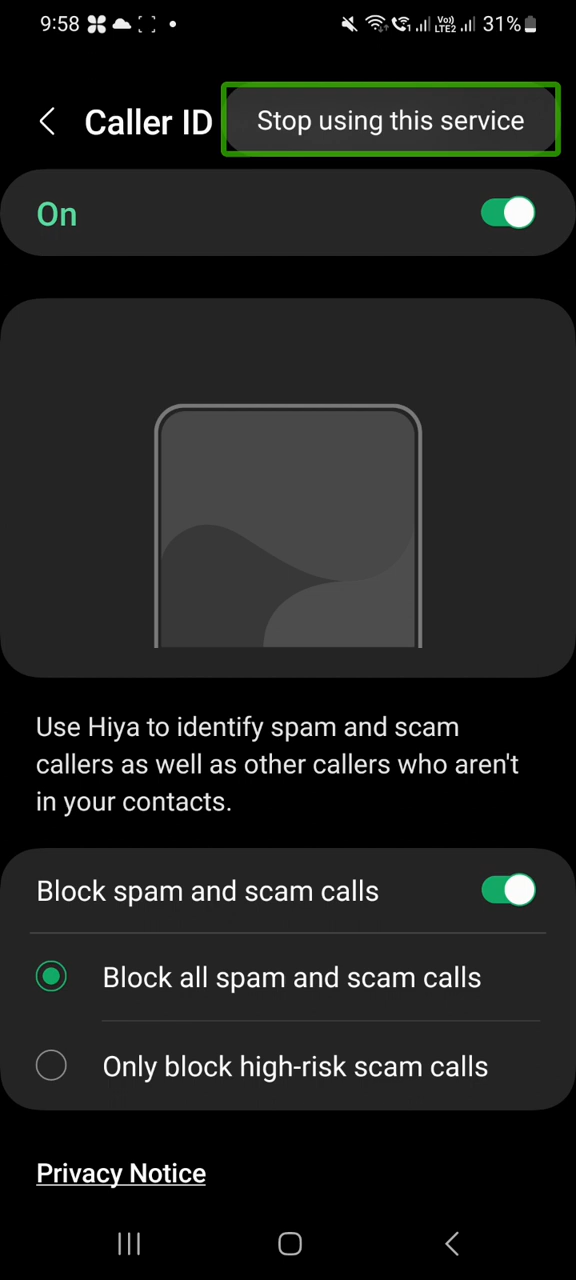 9:58
Vo)) LTE2
31%
Caller ID
Stop using this service
On
Use Hiya to identify spam and scam
callers as well as other callers who aren't
in your contacts.
Block spam and scam calls
Block all spam and scam calls
Only block high-risk scam calls
Privacy Notice